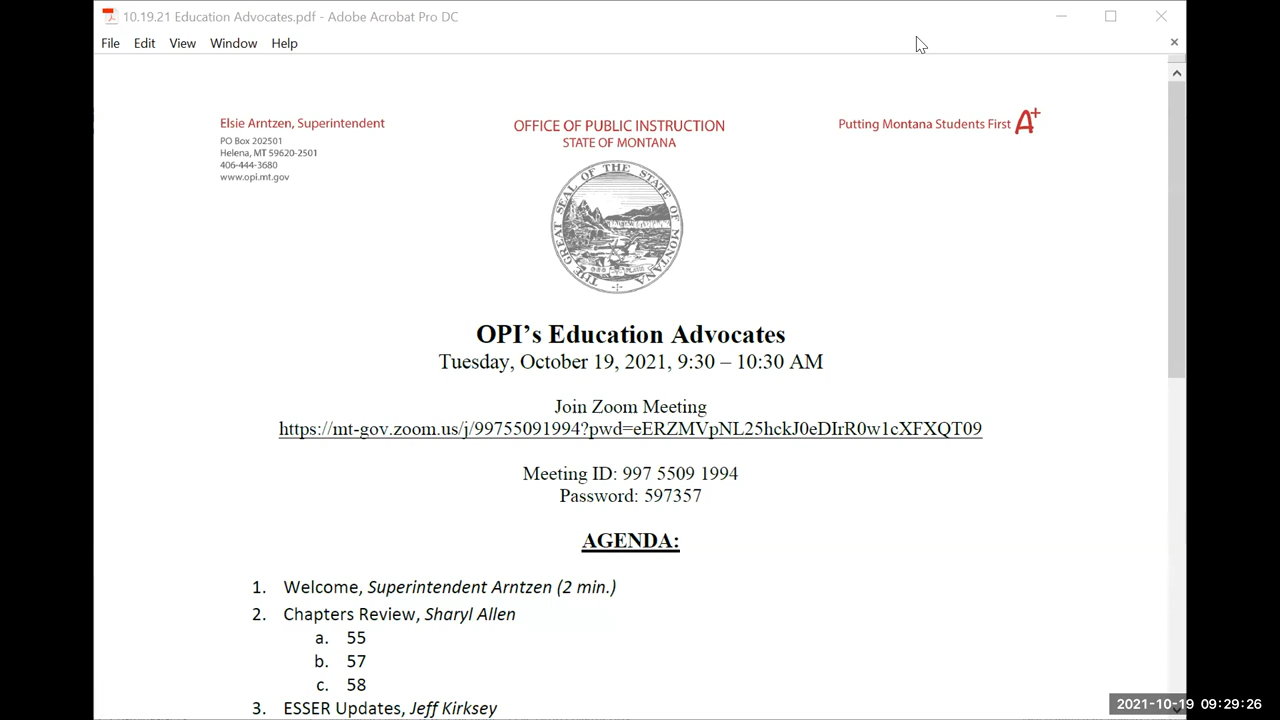 10.19.21 Education Advocates.pdf - Adobe Acrobat Pro DC
File Edit View Window Help
Elsie Arntzen, Superintendent
PO Box 202501
Helena, MT 59620-2501
406-444-3680
www.opi.mt.gov
OFFICE OF PUBLIC INSTRUCTION
STATE OF MONTANA
Putting Montana Students First A+
THE GREAT SEAL OF THE STATE OF MONTANA
OPI’s Education Advocates
Tuesday, October 19, 2021, 9:30 – 10:30 AM
Join Zoom Meeting
https://mt-gov.zoom.us/j/99755091994?pwd=eERZMVpNL25hckJ0eDIrR0w1cXFXQT09
Meeting ID: 997 5509 1994
Password: 597357
AGENDA:
1. Welcome, Superintendent Arntzen (2 min.)
2. Chapters Review, Sharyl Allen
a. 55
b. 57
c. 58
3. ESSER Updates, Jeff Kirksey
2021-10-19 09:29:26